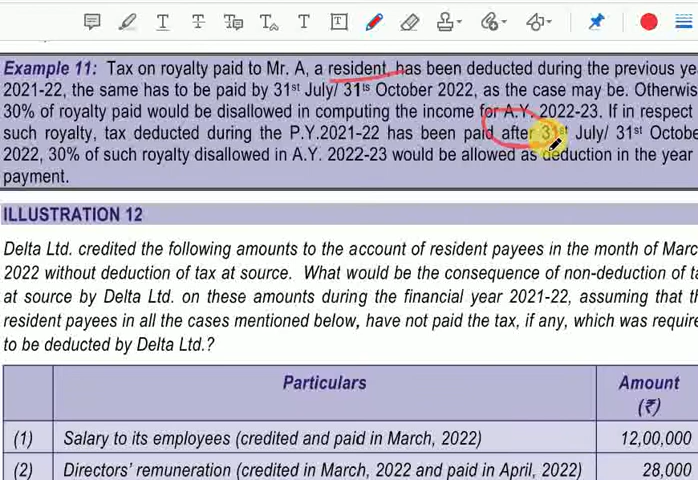 Example 11: Tax on royalty paid to Mr. A, a resident, has been deducted during the previous ye
2021-22, the same has to be paid by 31st July/ 31ts October 2022, as the case may be. Otherwis
30% of royalty paid would be disallowed in computing the income for A.Y. 2022-23. If in respect
such royalty, tax deducted during the P.Y.2021-22 has been paid after 31st July/ 31st Octobe
2022, 30% of such royalty disallowed in A.Y. 2022-23 would be allowed as deduction in the year
payment.
ILLUSTRATION 12
Delta Ltd. credited the following amounts to the account of resident payees in the month of Marc
2022 without deduction of tax at source. What would be the consequence of non-deduction of ta
at source by Delta Ltd. on these amounts during the financial year 2021-22, assuming that th
resident payees in all the cases mentioned below, have not paid the tax, if any, which was require
to be deducted by Delta Ltd.?
Particulars Amount
(₹)
(1) Salary to its employees (credited and paid in March, 2022) 12,00,000
(2) Directors' remuneration (credited in March, 2022 and paid in April, 2022) 28,000